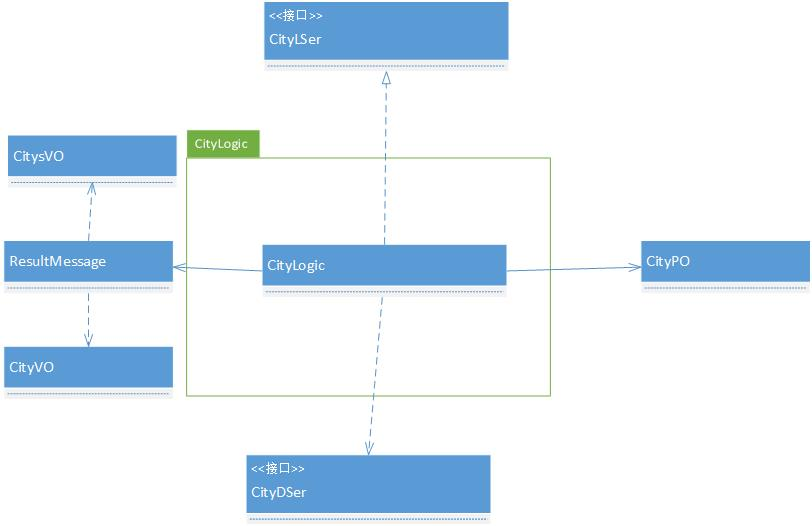 <<接口>>
CityLSer
CityLogic
CitysVO
ResultMessage
CityLogic
CityPO
CityVO
<<接口>>
CityDSer